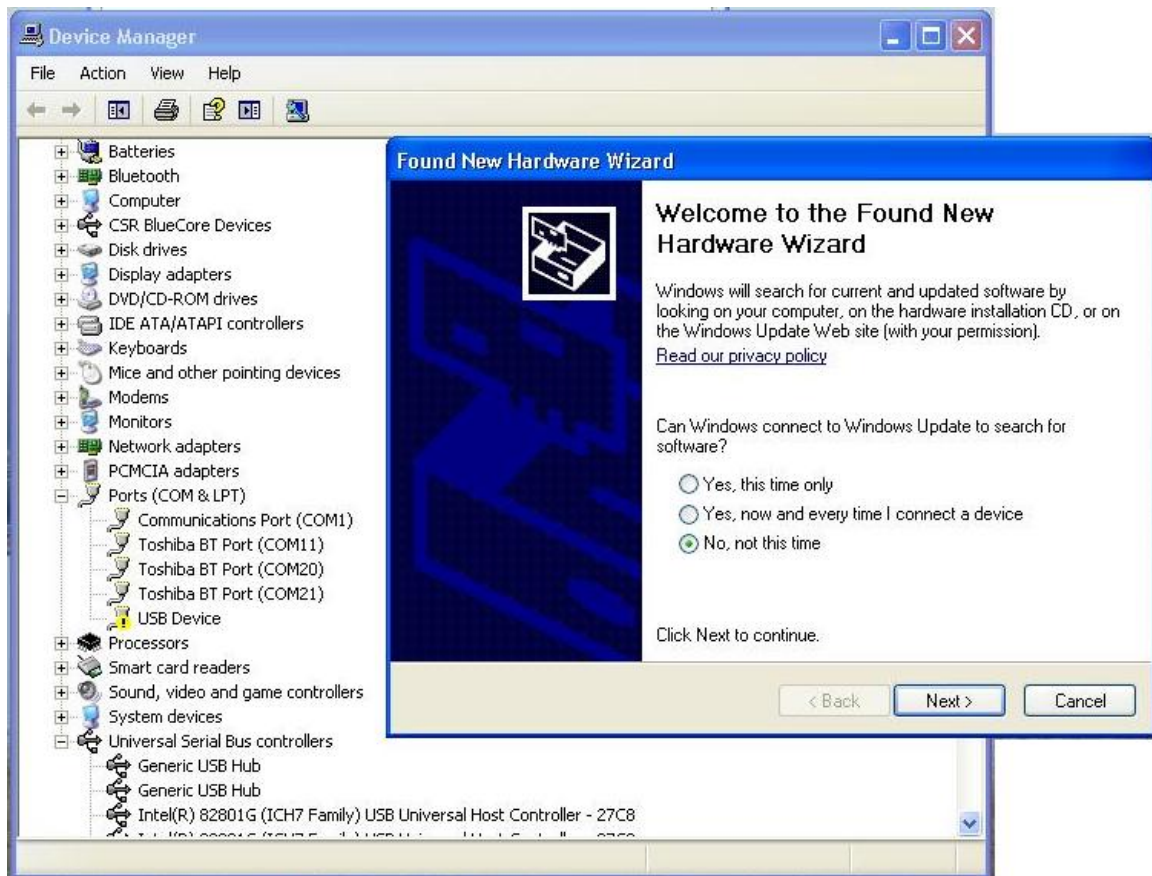 Device Manager
File Action View Help
Batteries
Bluetooth
Computer
CSR BlueCore Devices
Disk drives
Display adapters
DVD/CD-ROM drives
IDE ATA/ATAPI controllers
Keyboards
Mice and other pointing devices
Modems
Monitors
Network adapters
PCMCIA adapters
Ports (COM & LPT)
Communications Port (COM1)
Toshiba BT Port (COM11)
Toshiba BT Port (COM20)
Toshiba BT Port (COM21)
USB Device
Processors
Smart card readers
Sound, video and game controllers
System devices
Universal Serial Bus controllers
Generic USB Hub
Generic USB Hub
Intel(R) 82801G (ICH7 Family) USB Universal Host Controller - 27C8
Found New Hardware Wizard
Welcome to the Found New
Hardware Wizard
Windows will search for current and updated software by
looking on your computer, on the hardware installation CD, or on
the Windows Update Web site (with your permission).
Read our privacy policy
Can Windows connect to Windows Update to search for
software?
Yes, this time only
Yes, now and every time I connect a device
No, not this time
Click Next to continue.
< Back Next > Cancel